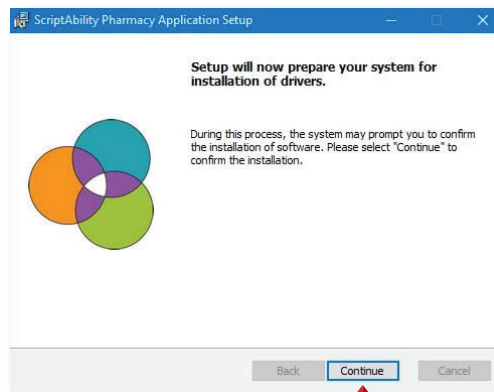 ScriptAbility Pharmacy Application Setup
Setup will now prepare your system for
installation of drivers.
During this process, the system may prompt you to confirm
the installation of software. Please select "Continue" to
confirm the installation.
Back Continue Cancel